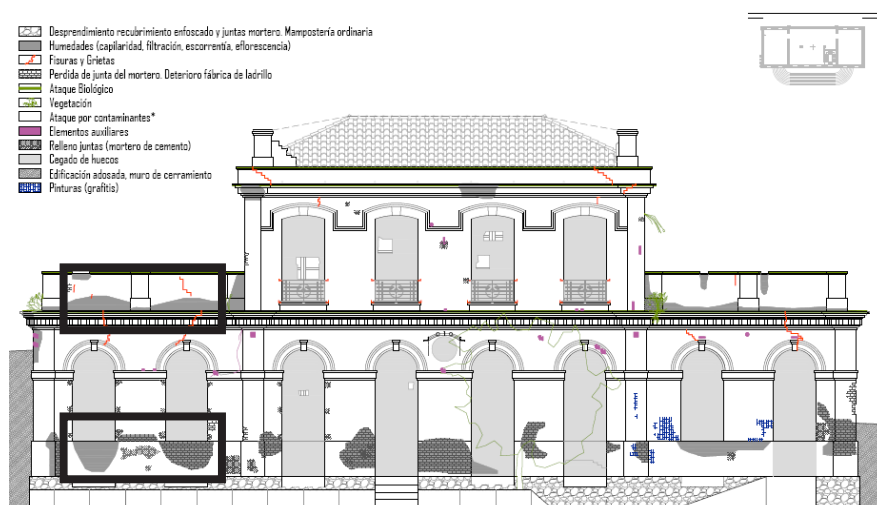 Desprendimiento recubrimiento enfoscado y juntas mortero. Mampostería ordinaria
Humedades (capilaridad, filtración, escorrentía, eflorescencia)
Fisuras y Grietas
Perdida de junta del mortero. Deterioro fábrica de ladrillo
Ataque Biológico
Vegetación
Ataque por contaminantes*
Elementos auxiliares
Relleno juntas (mortero de cemento)
Cegado de huecos
Edificación adosada, muro de cerramiento
Pinturas (grafitis)